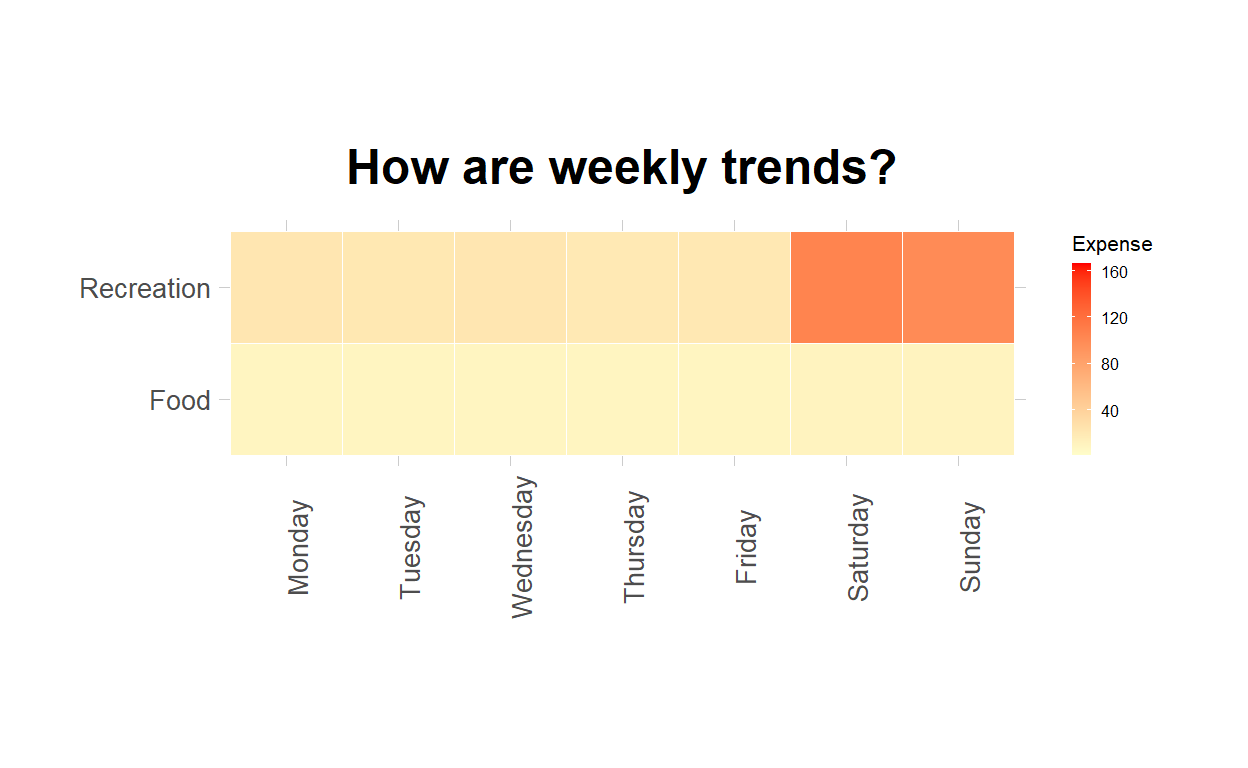 How are weekly trends?
Recreation
Food
Monday
Tuesday
Wednesday
Thursday
Friday
Saturday
Sunday
Expense
160
120
80
40